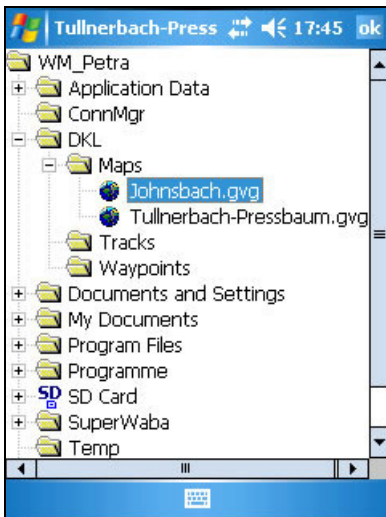 Tullnerbach-Press 17:45 ok
WM_Petra
Application Data
ConnMgr
DKL
Maps
Johnsbach.gvg
Tullnerbach-Pressbaum.gvg
Tracks
Waypoints
Documents and Settings
My Documents
Program Files
Programme
SD SD Card
SuperWaba
Temp